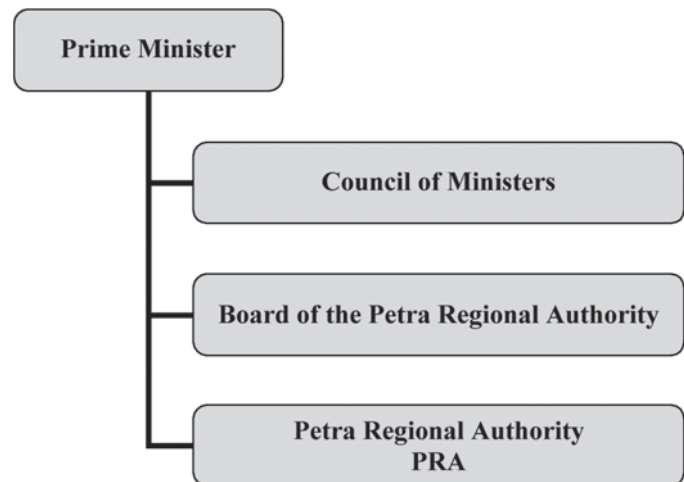 Prime Minister
Council of Ministers
Board of the Petra Regional Authority
Petra Regional Authority
PRA